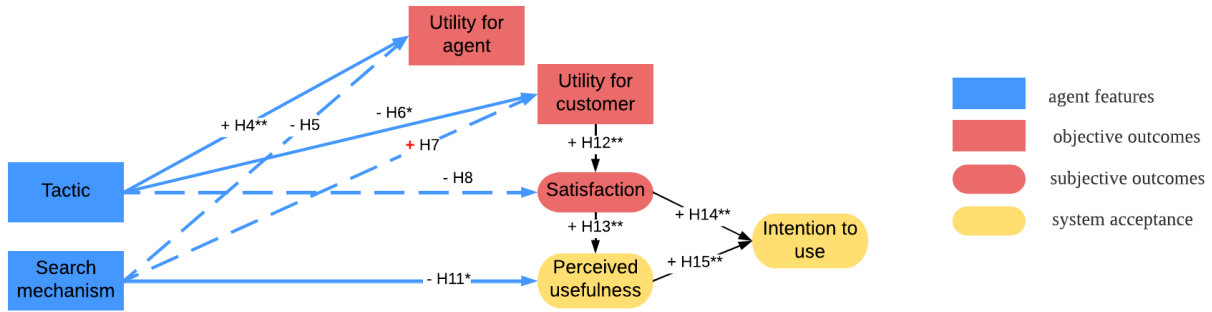 Utility for
agent
Utility for
customer
+ H4**
- H5
- H6*
+ H7
+ H12**
Tactic
- H8
Satisfaction
+ H14**
+ H13**
Intention to
use
Search
mechanism
- H11*
Perceived
usefulness
+ H15**
agent features
objective outcomes
subjective outcomes
system acceptance